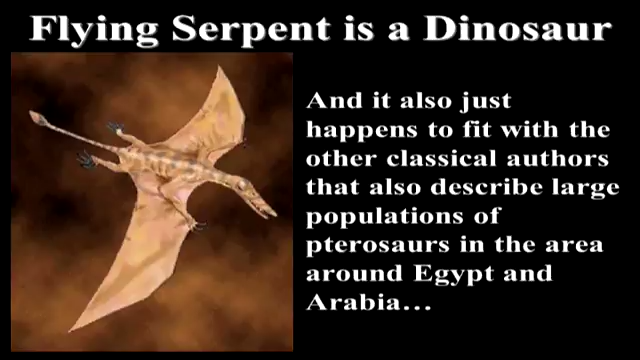 Flying Serpent is a Dinosaur
And it also just
happens to fit with the
other classical authors
that also describe large
populations of
pterosaurs in the area
around Egypt and
Arabia...